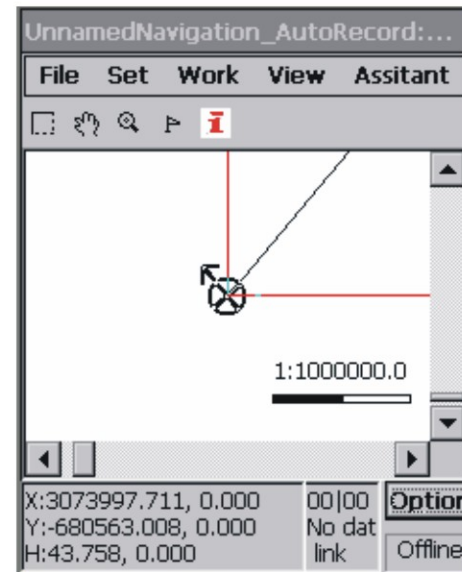 UnnamedNavigation_AutoRecord:...
File Set Work View Assitant
i
1:1000000.0
X:3073997.711, 0.000
Y:-680563.008, 0.000
H:43.758, 0.000
00|00
No dat
link
Option
Offline